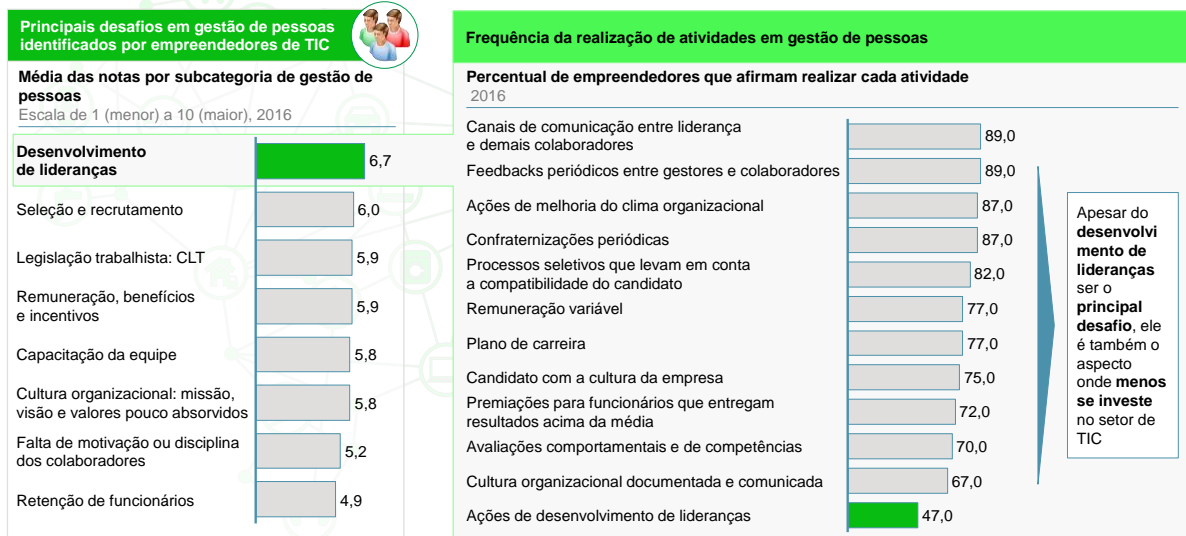 Principais desafios em gestão de pessoas
identificados por empreendedores de TIC
Média das notas por subcategoria de gestão de
pessoas
Escala de 1 (menor) a 10 (maior), 2016
Desenvolvimento
de lideranças
6,7
Seleção e recrutamento
6,0
Legislação trabalhista: CLT
5,9
Remuneração, benefícios
e incentivos
5,9
Capacitação da equipe
5,8
Cultura organizacional: missão,
visão e valores pouco absorvidos
5,8
Falta de motivação ou disciplina
dos colaboradores
5,2
Retenção de funcionários
4,9
Frequência da realização de atividades em gestão de pessoas
Percentual de empreendedores que afirmam realizar cada atividade
2016
Canais de comunicação entre liderança
e demais colaboradores
89,0
Feedbacks periódicos entre gestores e colaboradores
89,0
Ações de melhoria do clima organizacional
87,0
Confraternizações periódicas
87,0
Processos seletivos que levam em conta
a compatibilidade do candidato
82,0
Remuneração variável
77,0
Plano de carreira
77,0
Candidato com a cultura da empresa
75,0
Premiações para funcionários que entregam
resultados acima da média
72,0
Avaliações comportamentais e de competências
70,0
Cultura organizacional documentada e comunicada
67,0
Ações de desenvolvimento de lideranças
47,0
Apesar do
desenvolvi
mento de
lideranças
ser o
principal
desafio, ele
é também o
aspecto
onde menos
se investe
no setor de
TIC